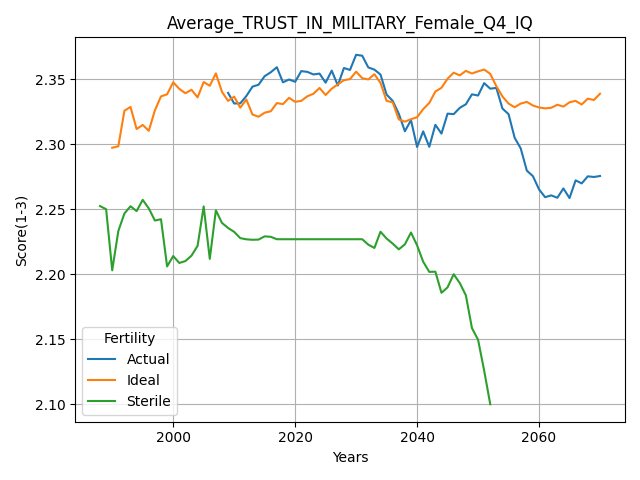 Average_TRUST_IN_MILITARY_Female_Q4_IQ
Score(1-3)
2.35
2.30
2.25
2.20
2.15
2.10
Fertility
Actual
Ideal
Sterile
2000
2020
2040
2060
Years